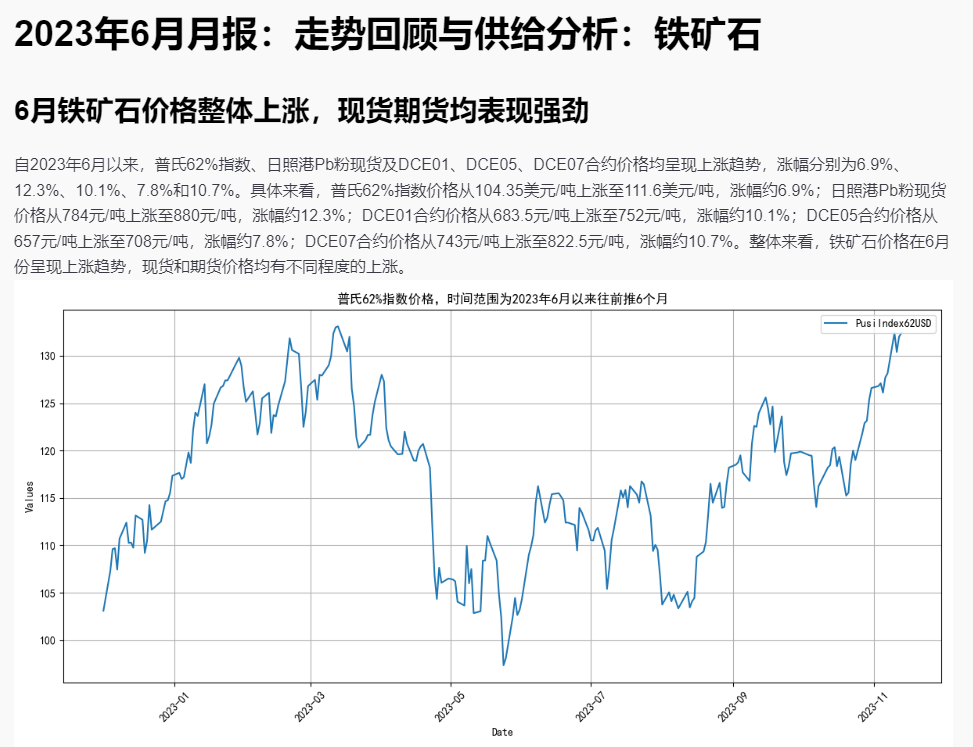 2023年6月月报：走势回顾与供给分析：铁矿石
6月铁矿石价格整体上涨，现货期货均表现强劲
自2023年6月以来，普氏62%指数、日照港Pb粉现货及DCE01、DCE05、DCE07合约价格均呈现上涨趋势，涨幅分别为6.9%、
12.3%、10.1%、7.8%和10.7%。具体来看，普氏62%指数价格从104.35美元/吨上涨至111.6美元/吨，涨幅约6.9%；日照港Pb粉现货
价格从784元/吨上涨至880元/吨，涨幅约12.3%；DCE01合约价格从683.5元/吨上涨至752元/吨，涨幅约10.1%；DCE05合约价格从
657元/吨上涨至708元/吨，涨幅约7.8%；DCE07合约价格从743元/吨上涨至822.5元/吨，涨幅约10.7%。整体来看，铁矿石价格在6月
份呈现上涨趋势，现货和期货价格均有不同程度的上涨。
普氏62%指数价格，时间范围为2023年6月以来往前推6个月
PusiIndex62USD
130
125
120
115
110
105
100
Values
2023-01
2023-03
2023-05
2023-07
2023-09
2023-11
Date